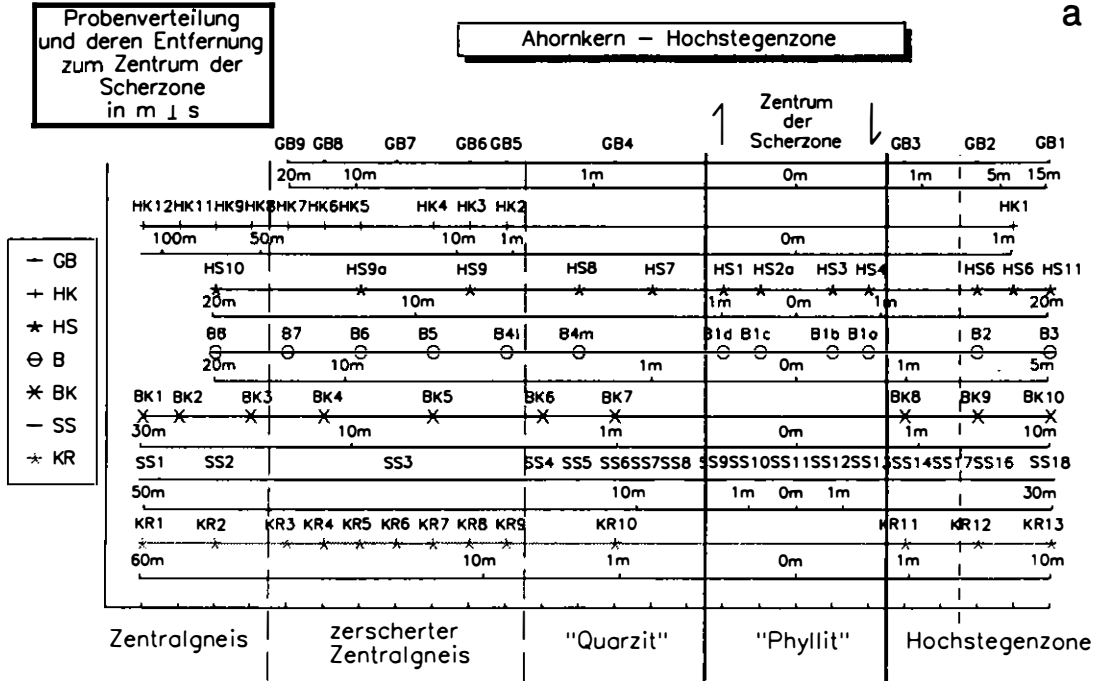 a
Probenverteilung
und deren Entfernung
zum Zentrum der
Scherzone
in m ⊥ s
Ahornkern – Hochstegenzone
Zentrum
der
Scherzone
GB9 GB8 GB7 GB6 GB5 GB4 GB3 GB2 GB1
20m 10m 1m 0m 1m 5m 15m
HK12 HK11 HK9 HK8 HK7 HK6 HK5 HK4 HK3 HK2 HK1
100m 50m 10m 1m 0m 1m
HS10 HS9a HS9 HS8 HS7 HS1 HS2a HS3 HS4 HS6 HS6 HS11
20m 10m 1m 0m 1m 20m
B8 B7 B6 B5 B4i B4m B1d B1c B1b B1a B2 B3
20m 10m 1m 0m 1m 5m
BK1 BK2 BK3 BK4 BK5 BK6 BK7 BK8 BK9 BK10
30m 10m 1m 0m 1m 10m
SS1 SS2 SS3 SS4 SS5 SS6 SS7 SS8 SS9 SS10 SS11 SS12 SS13 SS14 SS17 SS16 SS18
50m 10m 1m 0m 1m 30m
KR1 KR2 KR3 KR4 KR5 KR6 KR7 KR8 KR9 KR10 KR11 KR12 KR13
60m 10m 1m 0m 1m 10m
GB
HK
HS
B
BK
SS
KR
Zentralgneis
zerscherter
Zentralgneis
"Quarzit"
"Phyllit"
Hochstegenzone